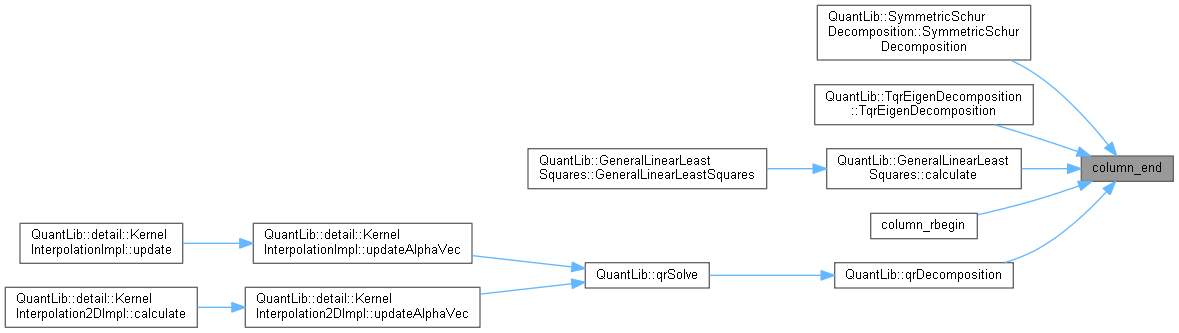 QuantLib::SymmetricSchur
Decomposition::SymmetricSchur
Decomposition
QuantLib::TqrEigenDecomposition
::TqrEigenDecomposition
QuantLib::GeneralLinearLeast
Squares::GeneralLinearLeastSquares
QuantLib::GeneralLinearLeast
Squares::calculate
column_end
column_rbegin
QuantLib::detail::Kernel
InterpolationImpl::update
QuantLib::detail::Kernel
InterpolationImpl::updateAlphaVec
QuantLib::qrSolve
QuantLib::qrDecomposition
QuantLib::detail::Kernel
Interpolation2DImpl::calculate
QuantLib::detail::Kernel
Interpolation2DImpl::updateAlphaVec